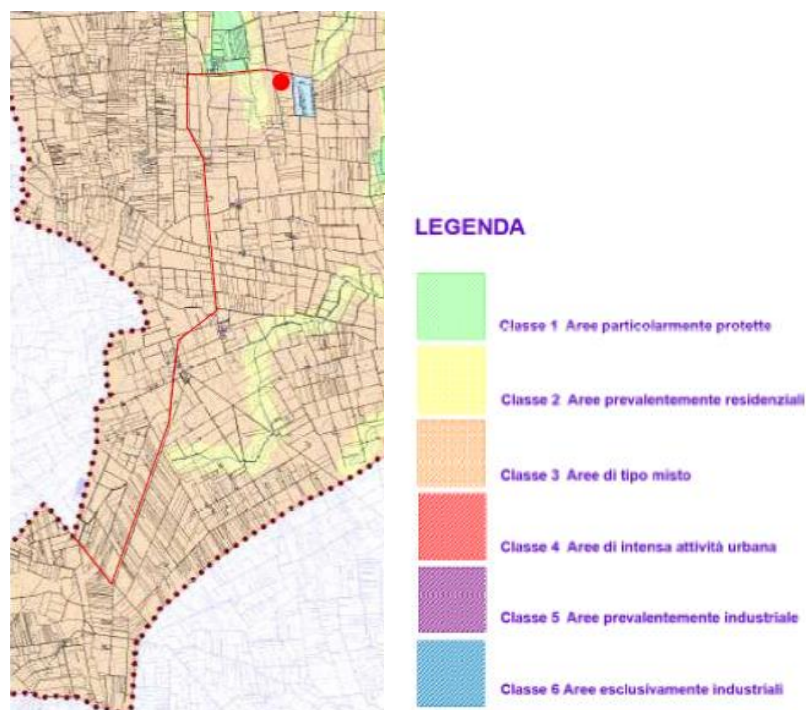 LEGENDA
Classe 1 Aree particolarmente protette
Classe 2 Aree prevalentemente residenziali
Classe 3 Aree di tipo misto
Classe 4 Aree di intensa attività urbana
Classe 5 Aree prevalentemente industriale
Classe 6 Aree esclusivamente industriali